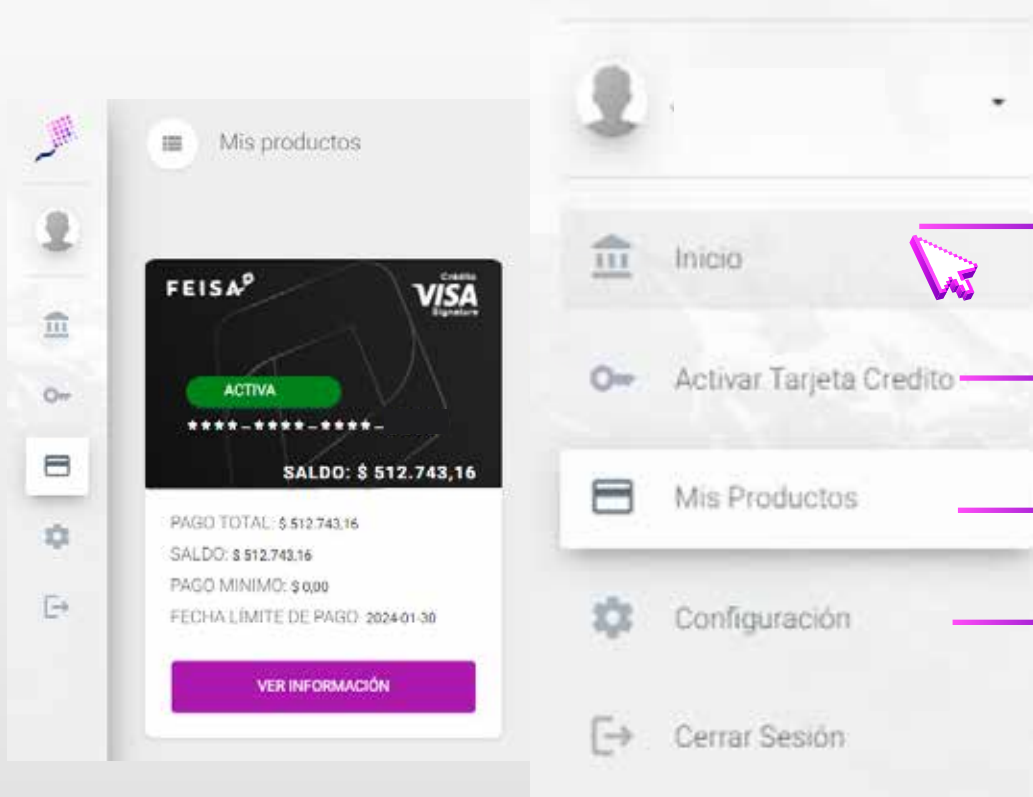 Mis productos
FEISA
Crédito
VISA
Signature
ACTIVA
****-****-****-
SALDO: $ 512.743,16
PAGO TOTAL: $ 512.743,16
SALDO: $ 512.743,16
PAGO MINIMO: $ 0,00
FECHA LÍMITE DE PAGO: 2024-01-30
VER INFORMACIÓN
Inicio
Activar Tarjeta Credito
Mis Productos
Configuración
Cerrar Sesión